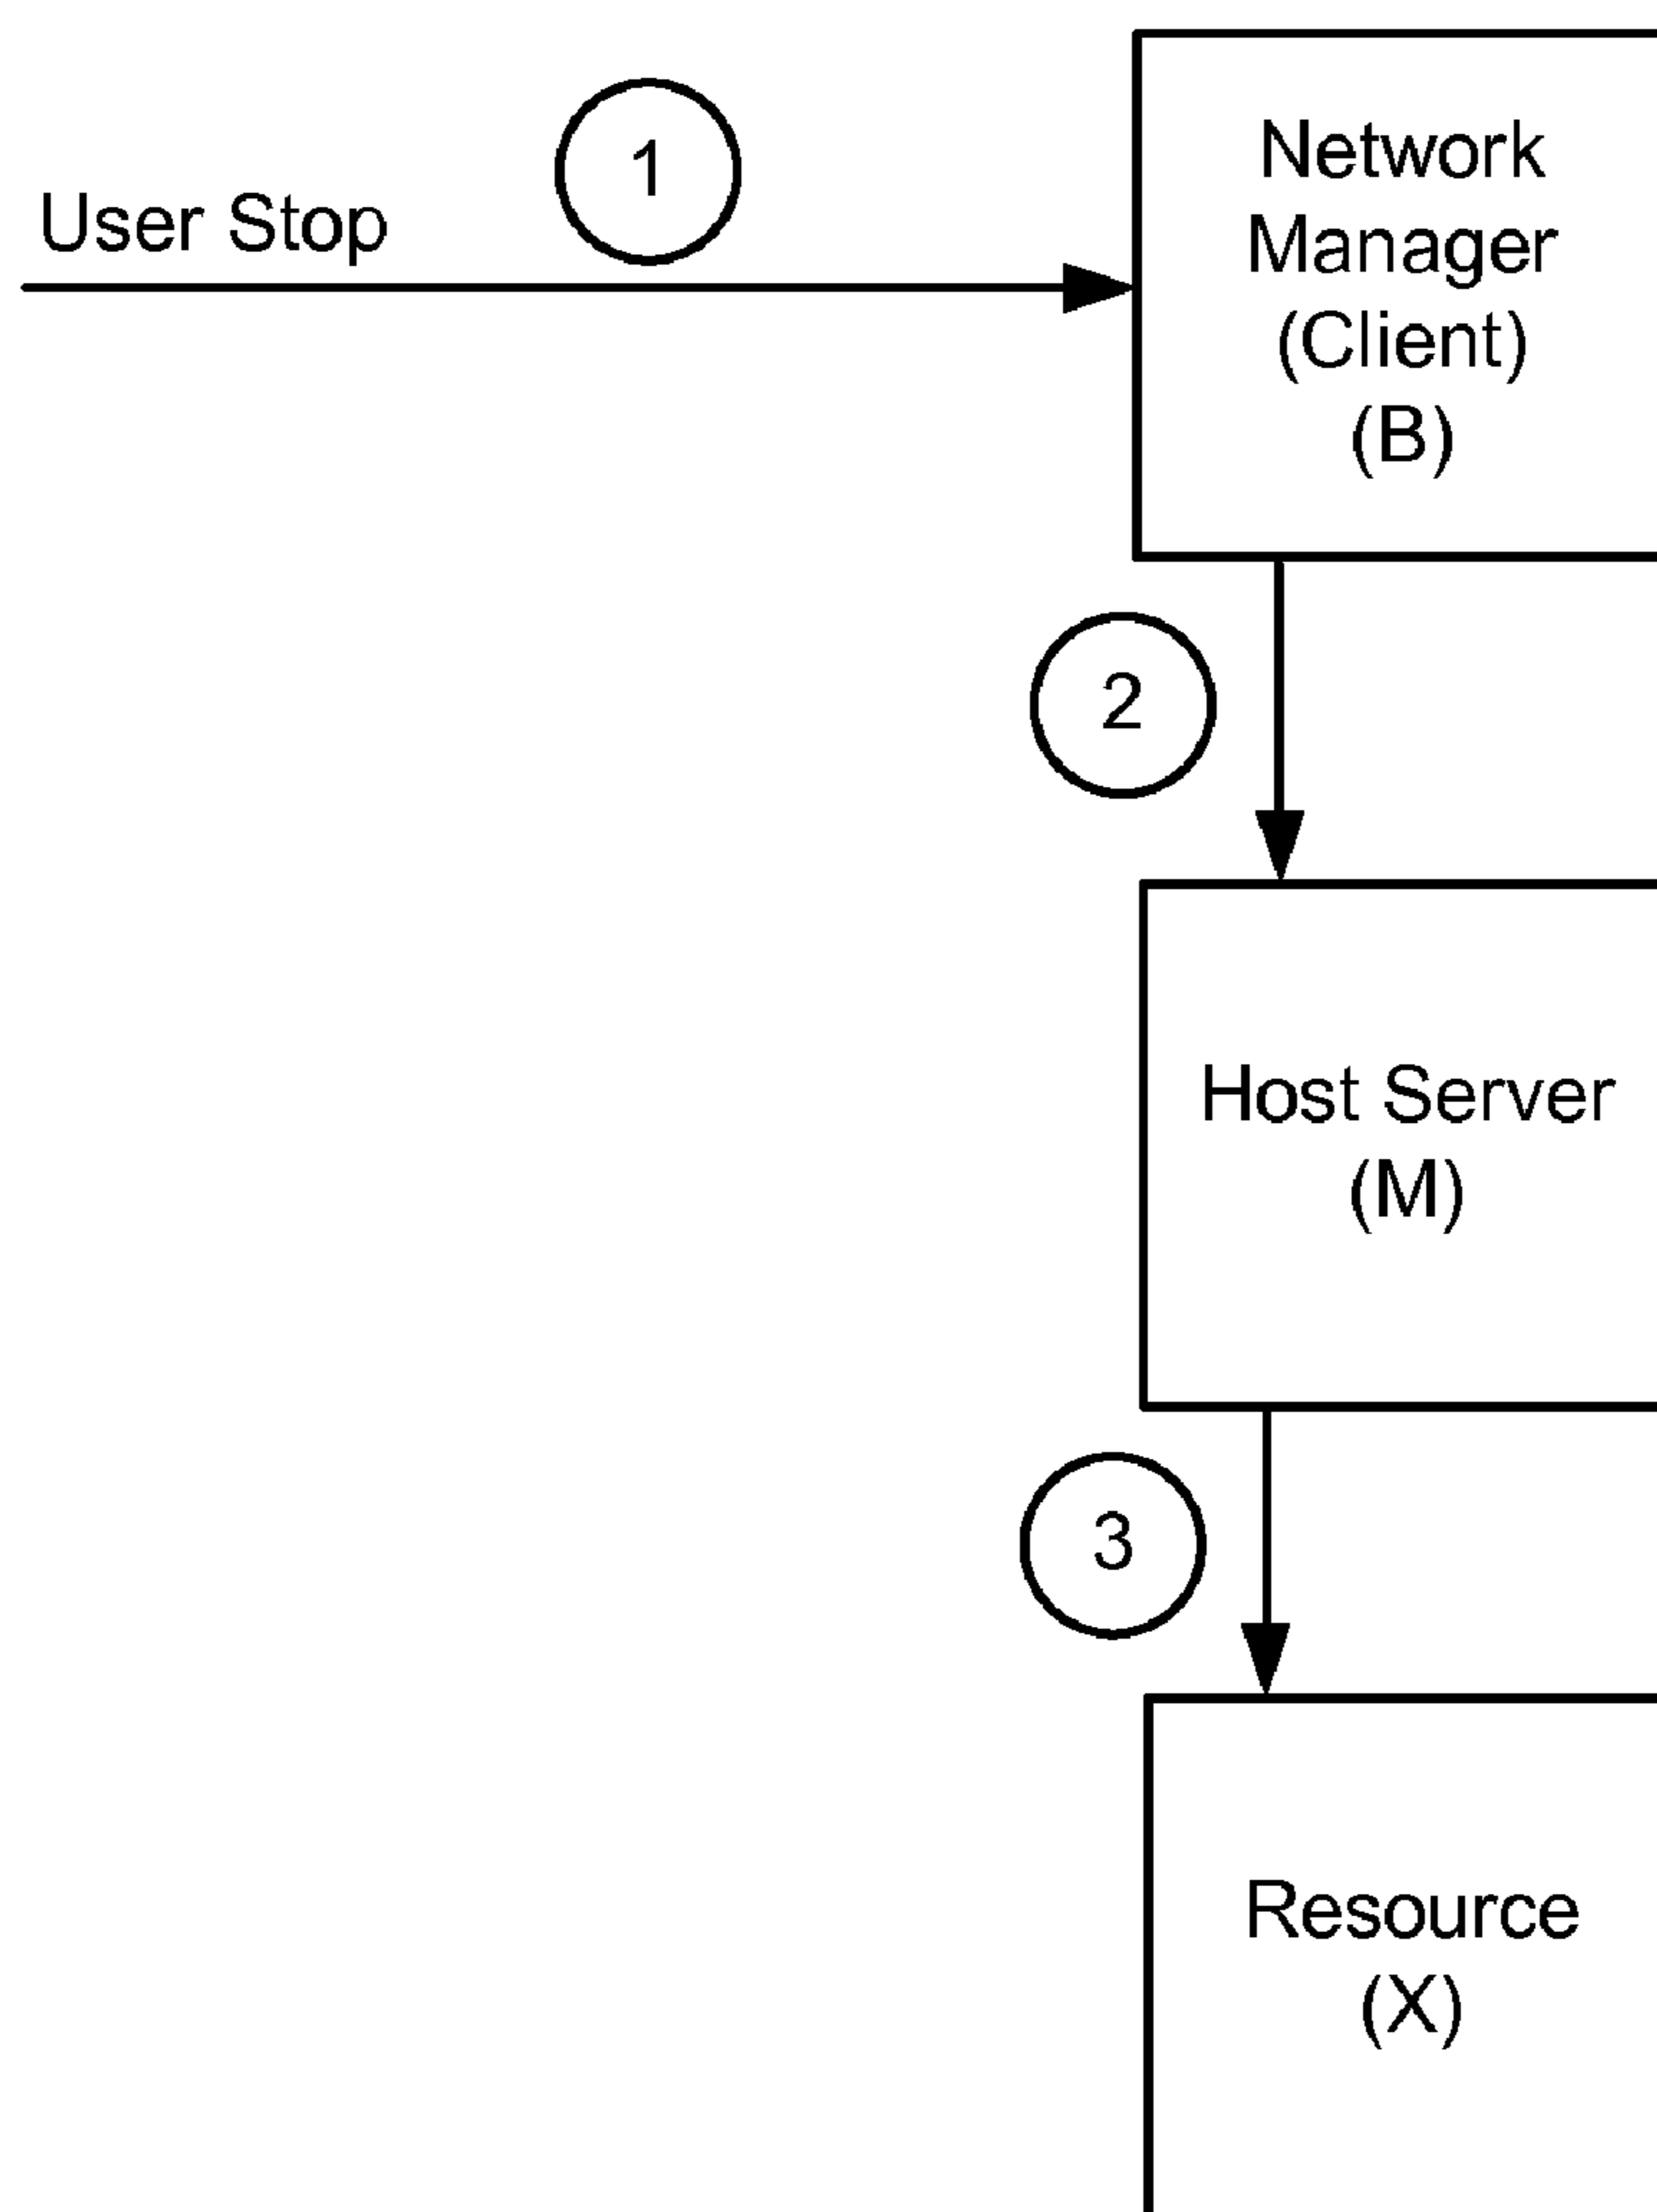 User Stop
1
Network
Manager
(Client)
(B)
2
Host Server
(M)
3
Resource
(X)